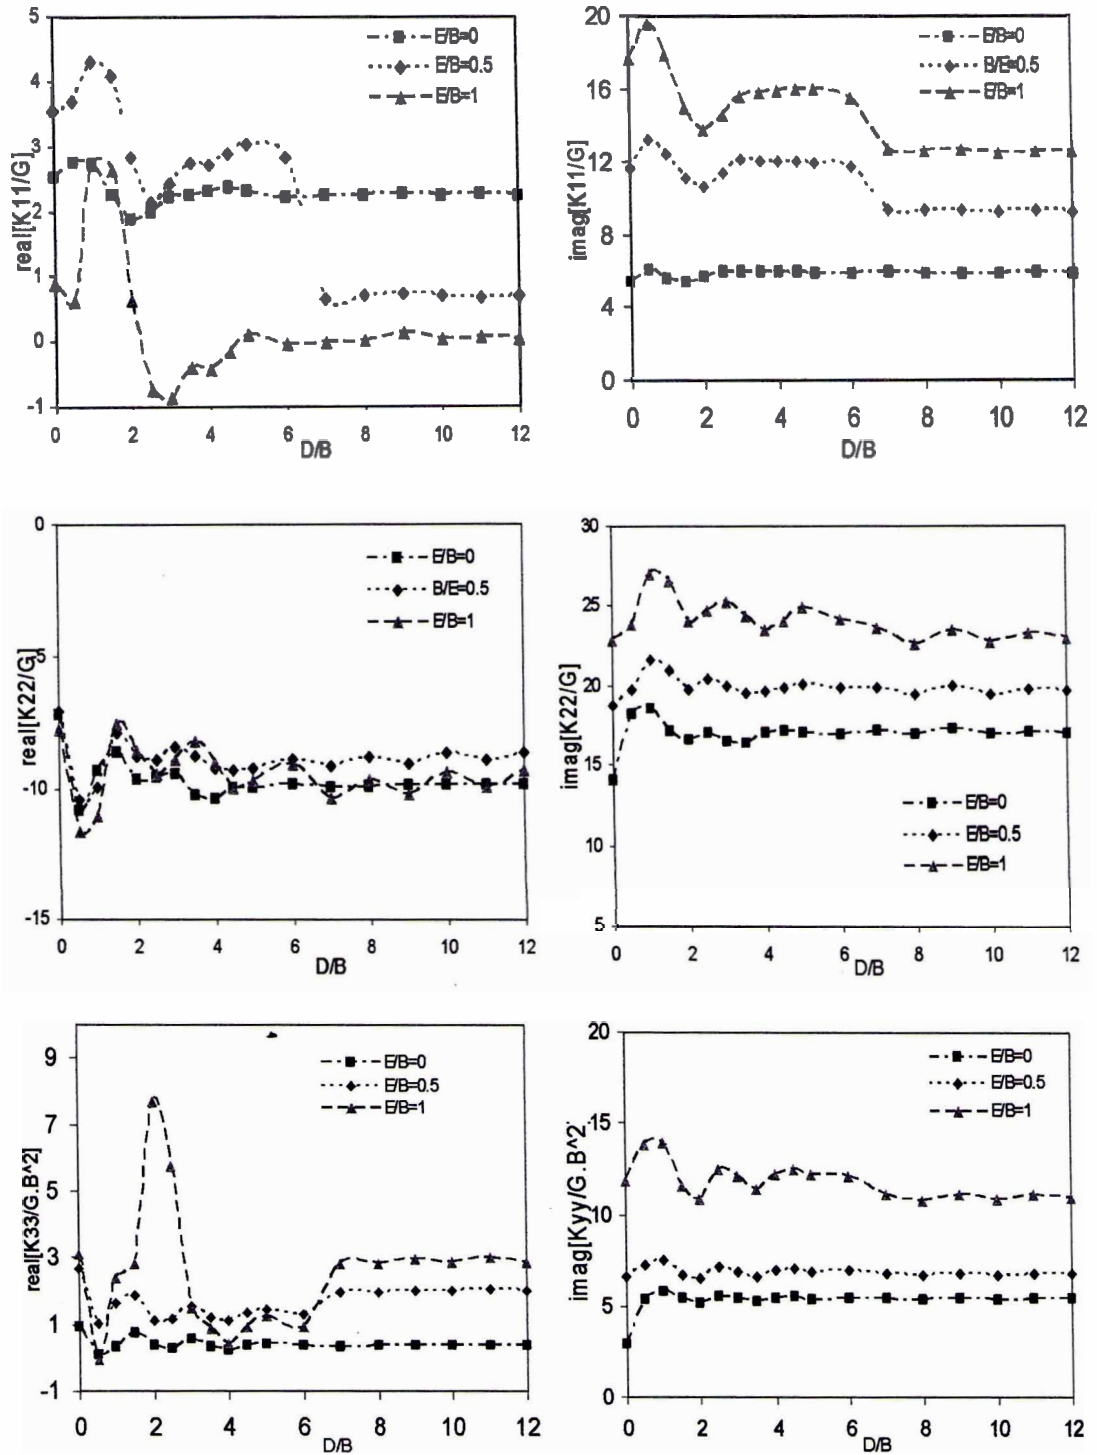 5
4
3
2
1
0
-1
real[K11/G]
E/B=0
E/B=0.5
E/B=1
0 2 4 6 8 10 12
D/B
20
16
12
8
4
0
imag[K11/G]
E/B=0
B/E=0.5
E/B=1
0 2 4 6 8 10 12
D/B
0
5
-10
-15
real[K22/G]
E/B=0
B/E=0.5
E/B=1
0 2 4 6 8 10 12
D/B
30
25
20
15
10
5
imag[K22/G]
E/B=0
E/B=0.5
E/B=1
0 2 4 6 8 10 12
D/B
9
7
5
3
1
-1
real[K33/G.B^2]
E/B=0
E/B=0.5
E/B=1
0 2 4 6 8 10 12
D/B
20
15
10
5
0
imag[Kyy/G.B^2]
E/B=0
E/B=0.5
E/B=1
0 2 4 6 8 10 12
D/B